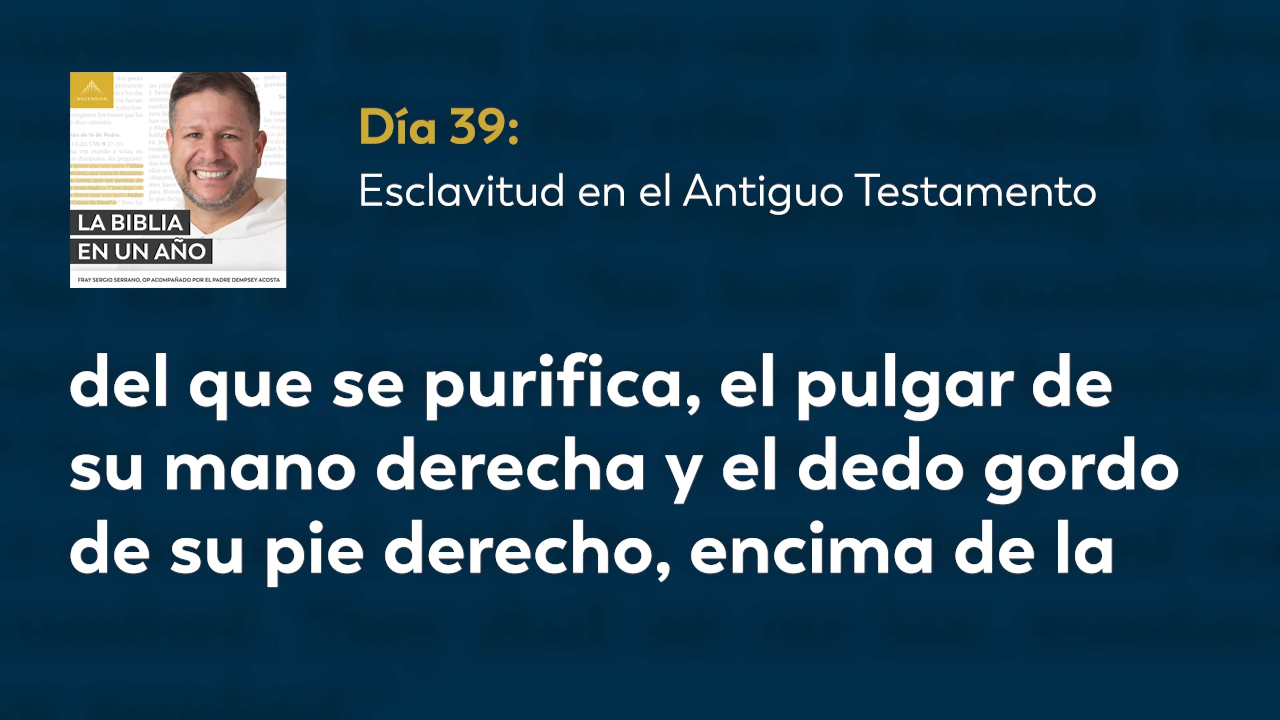 ASCENSION
LA BIBLIA
EN UN AÑO
FRAY SERGIO SERRANO, OP ACOMPAÑADO POR EL PADRE DEMPSEY ACOSTA
Día 39:
Esclavitud en el Antiguo Testamento
del que se purifica, el pulgar de
su mano derecha y el dedo gordo
de su pie derecho, encima de la